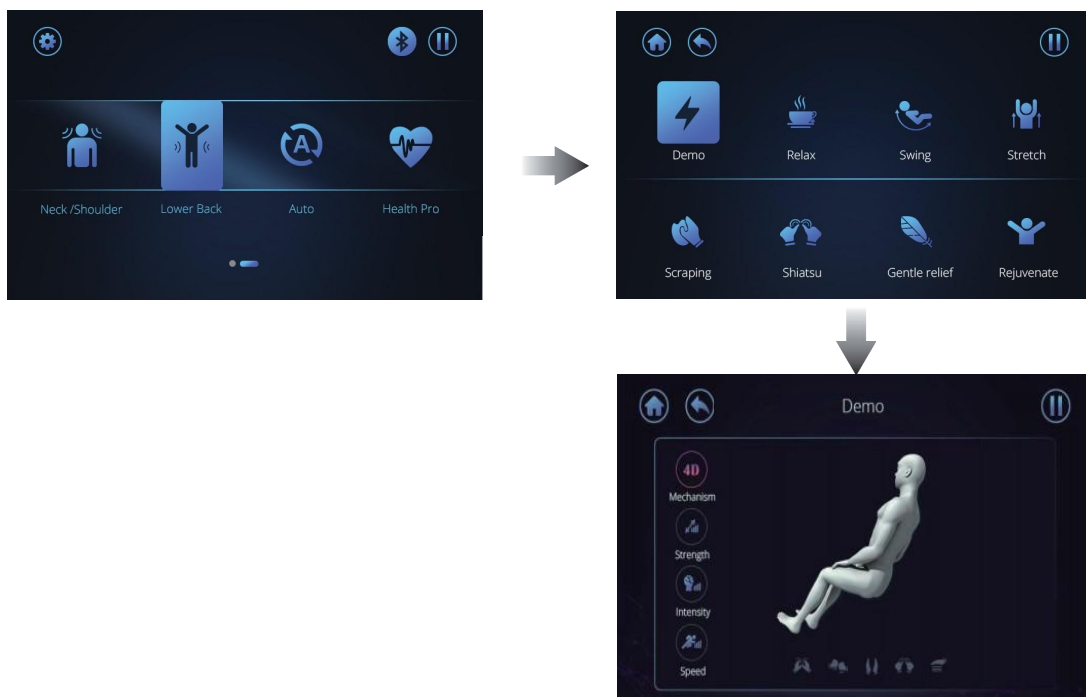 Neck /Shoulder Lower Back A Auto Health Pro
Demo Relax Swing Stretch
Scraping Shiatsu Gentle relief Rejuvenate
Demo
4D
Mechanism
Strength
Intensity
Speed